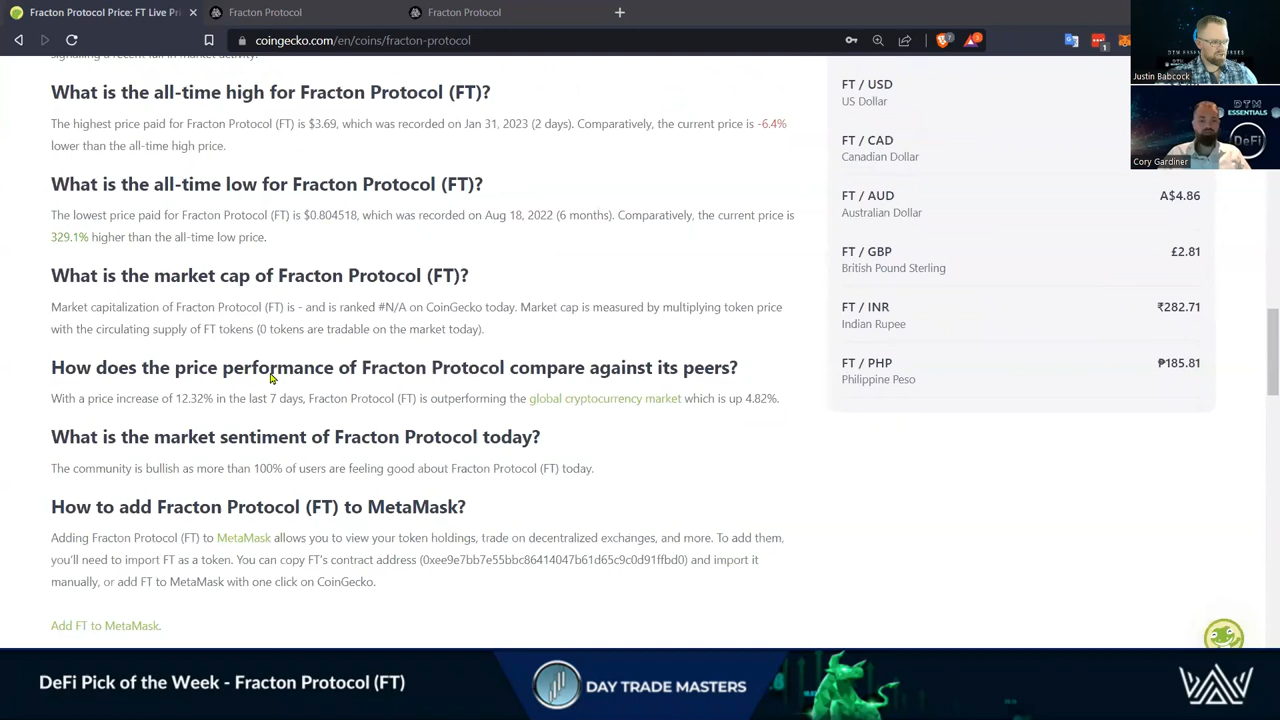 Fracton Protocol Price: FT Live Pri
Fracton Protocol
Fracton Protocol
coingecko.com/en/coins/fracton-protocol
signaling a recent fall in market activity.
What is the all-time high for Fracton Protocol (FT)?
The highest price paid for Fracton Protocol (FT) is $3.69, which was recorded on Jan 31, 2023 (2 days). Comparatively, the current price is -6.4%
lower than the all-time high price.
What is the all-time low for Fracton Protocol (FT)?
The lowest price paid for Fracton Protocol (FT) is $0.804518, which was recorded on Aug 18, 2022 (6 months). Comparatively, the current price is
329.1% higher than the all-time low price.
What is the market cap of Fracton Protocol (FT)?
Market capitalization of Fracton Protocol (FT) is - and is ranked #N/A on CoinGecko today. Market cap is measured by multiplying token price
with the circulating supply of FT tokens (0 tokens are tradable on the market today).
How does the price performance of Fracton Protocol compare against its peers?
With a price increase of 12.32% in the last 7 days, Fracton Protocol (FT) is outperforming the global cryptocurrency market which is up 4.82%.
What is the market sentiment of Fracton Protocol today?
The community is bullish as more than 100% of users are feeling good about Fracton Protocol (FT) today.
How to add Fracton Protocol (FT) to MetaMask?
Adding Fracton Protocol (FT) to MetaMask allows you to view your token holdings, trade on decentralized exchanges, and more. To add them,
you'll need to import FT as a token. You can copy FT's contract address (0xee9e7bb7e55bbc86414047b61d65c9c0d91ffbd0) and import it
manually, or add FT to MetaMask with one click on CoinGecko.
Add FT to MetaMask.
FT / USD
US Dollar
FT / CAD
Canadian Dollar
FT / AUD
A$4.86
Australian Dollar
FT / GBP
£2.81
British Pound Sterling
FT / INR
₹282.71
Indian Rupee
FT / PHP
₱185.81
Philippine Peso
Justin Babcock
DTM
ESSENTIALS
DeFi
Cory Gardiner
DeFi Pick of the Week - Fracton Protocol (FT)
DAY TRADE MASTERS